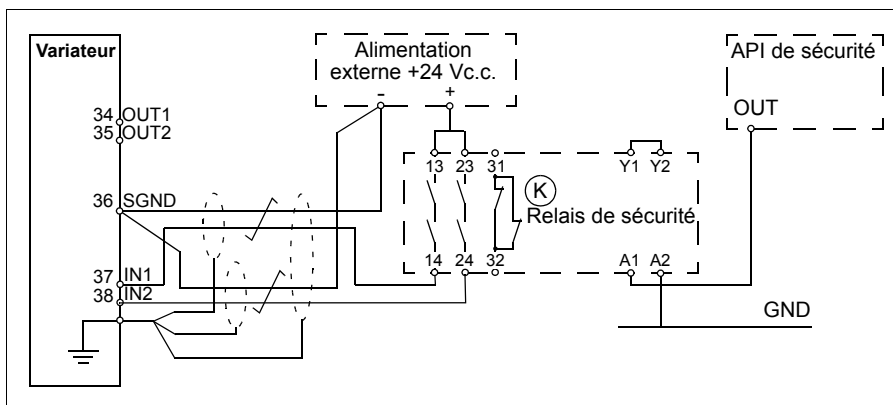 Variateur
Alimentation
externe +24 Vc.c.
- +
API de sécurité
OUT
34 OUT1
35 OUT2
13 23 31
Y1 Y2
K
36 SGND
Relais de sécurité
14 24 32
A1 A2
37 IN1
38 IN2
GND